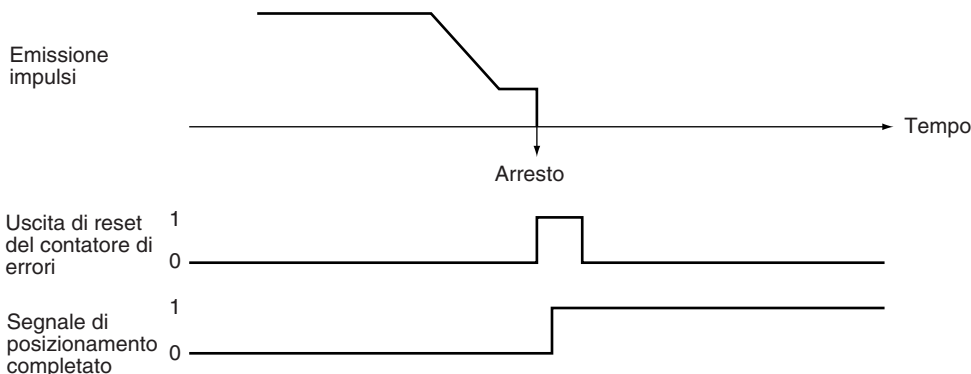 Emissione
impulsi
Tempo
Arresto
Uscita di reset
del contatore di
errori
1
0
Segnale di
posizionamento
completato
1
0